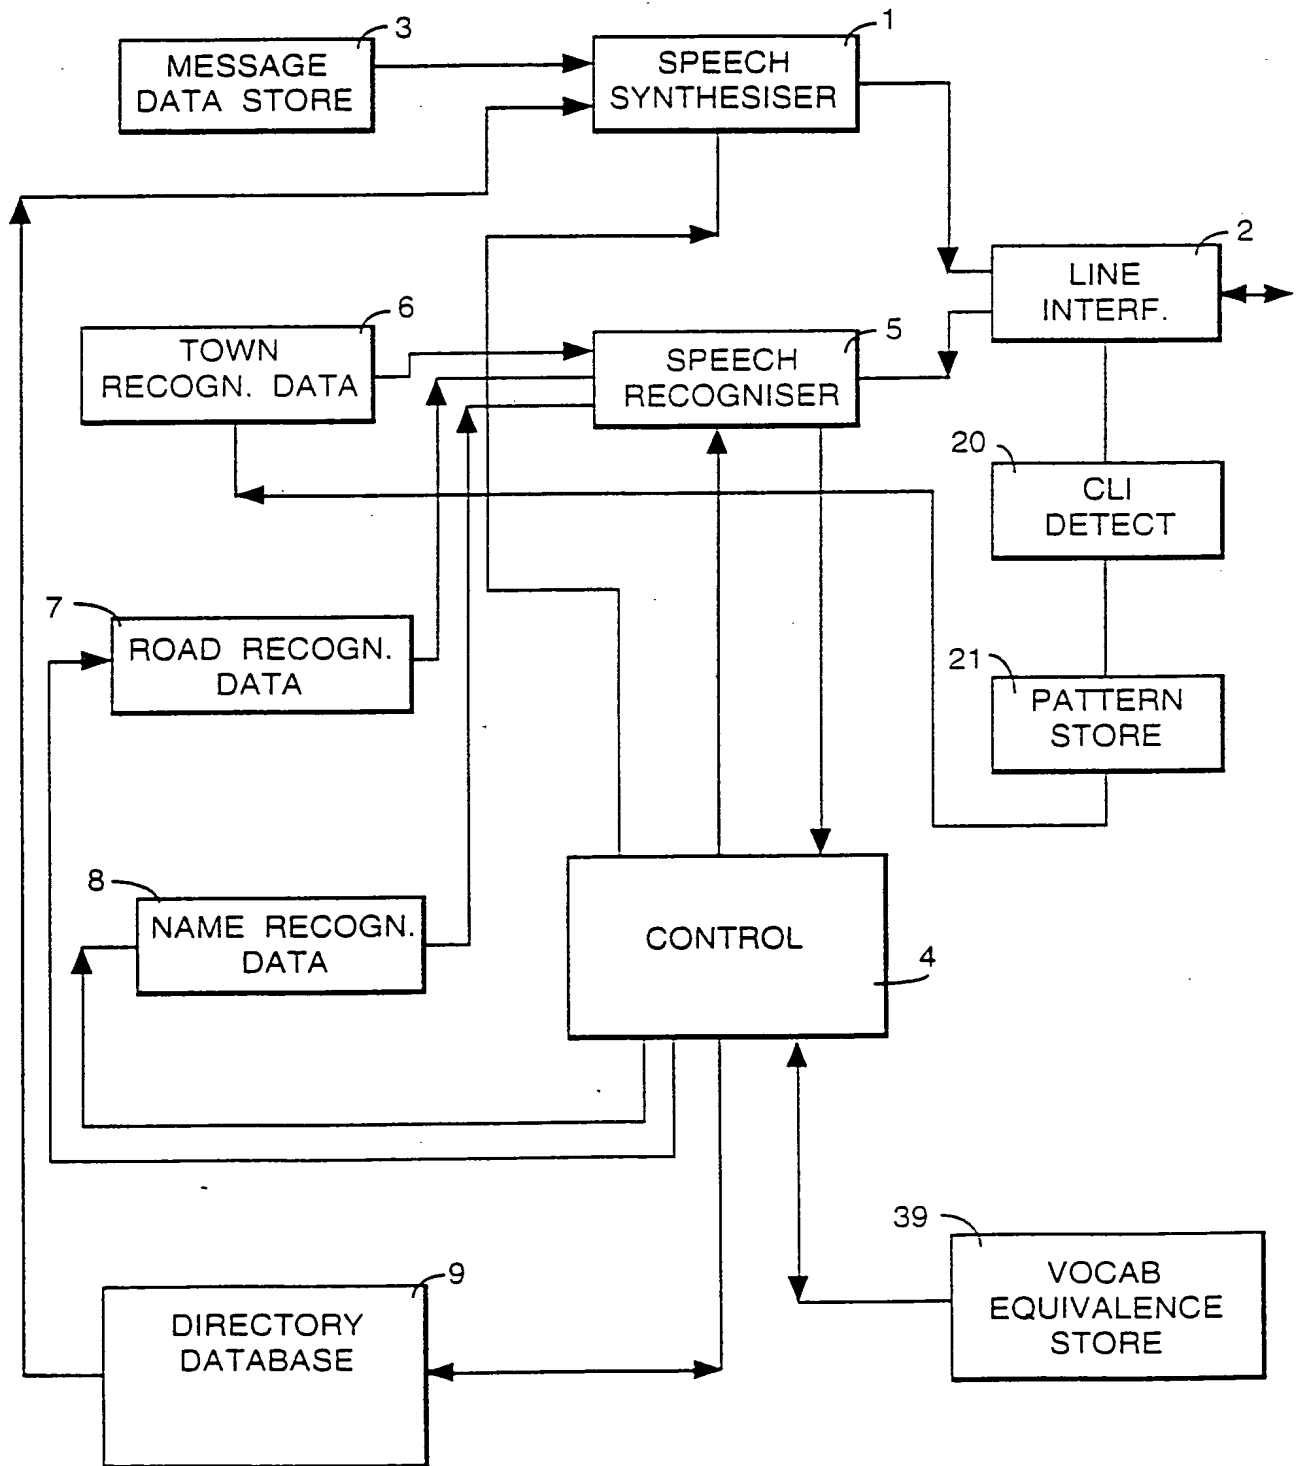 3
MESSAGE
DATA STORE
1
SPEECH
SYNTHESISER
2
LINE
INTERF.
6
TOWN
RECOGN. DATA
5
SPEECH
RECOGNISER
20
CLI
DETECT
7
ROAD RECOGN.
DATA
21
PATTERN
STORE
8
NAME RECOGN.
DATA
CONTROL
4
39
VOCAB
EQUIVALENCE
STORE
9
DIRECTORY
DATABASE